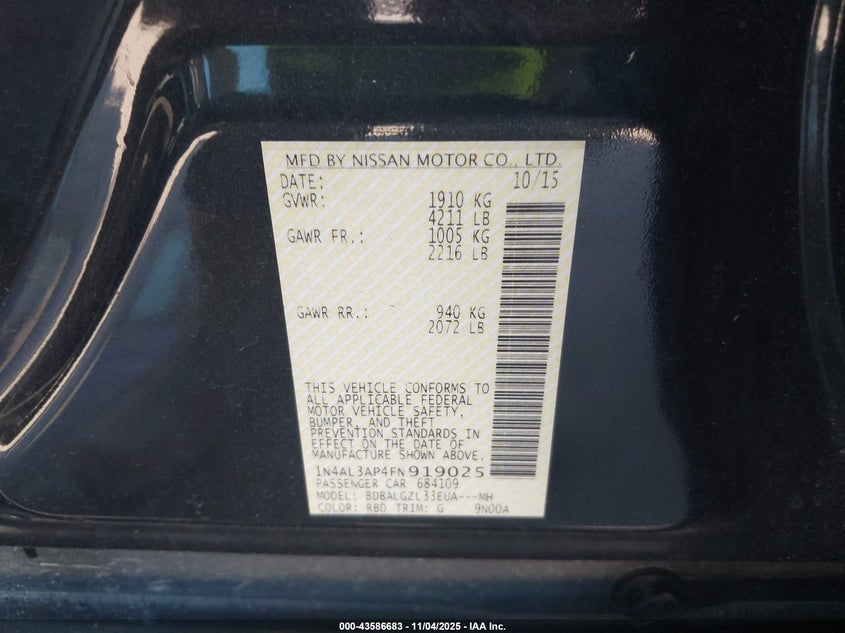 MFD BY NISSAN MOTOR CO., LTD.
DATE: 10/15
GVWR: 1910 KG
4211 LB
GAWR FR.: 1005 KG
2216 LB
GAWR RR.: 940 KG
2072 LB
THIS VEHICLE CONFORMS TO
ALL APPLICABLE FEDERAL
MOTOR VEHICLE SAFETY,
BUMPER, AND THEFT
PREVENTION STANDARDS IN
EFFECT ON THE DATE OF
MANUFACTURE SHOWN ABOVE.
1N4AL3AP4FN919025
PASSENGER CAR 684109
MODEL: BDBALGZL33EUA---MH
COLOR: RBD TRIM: G 9N00A
000-43586683 - 11/04/2025 - IAA Inc.